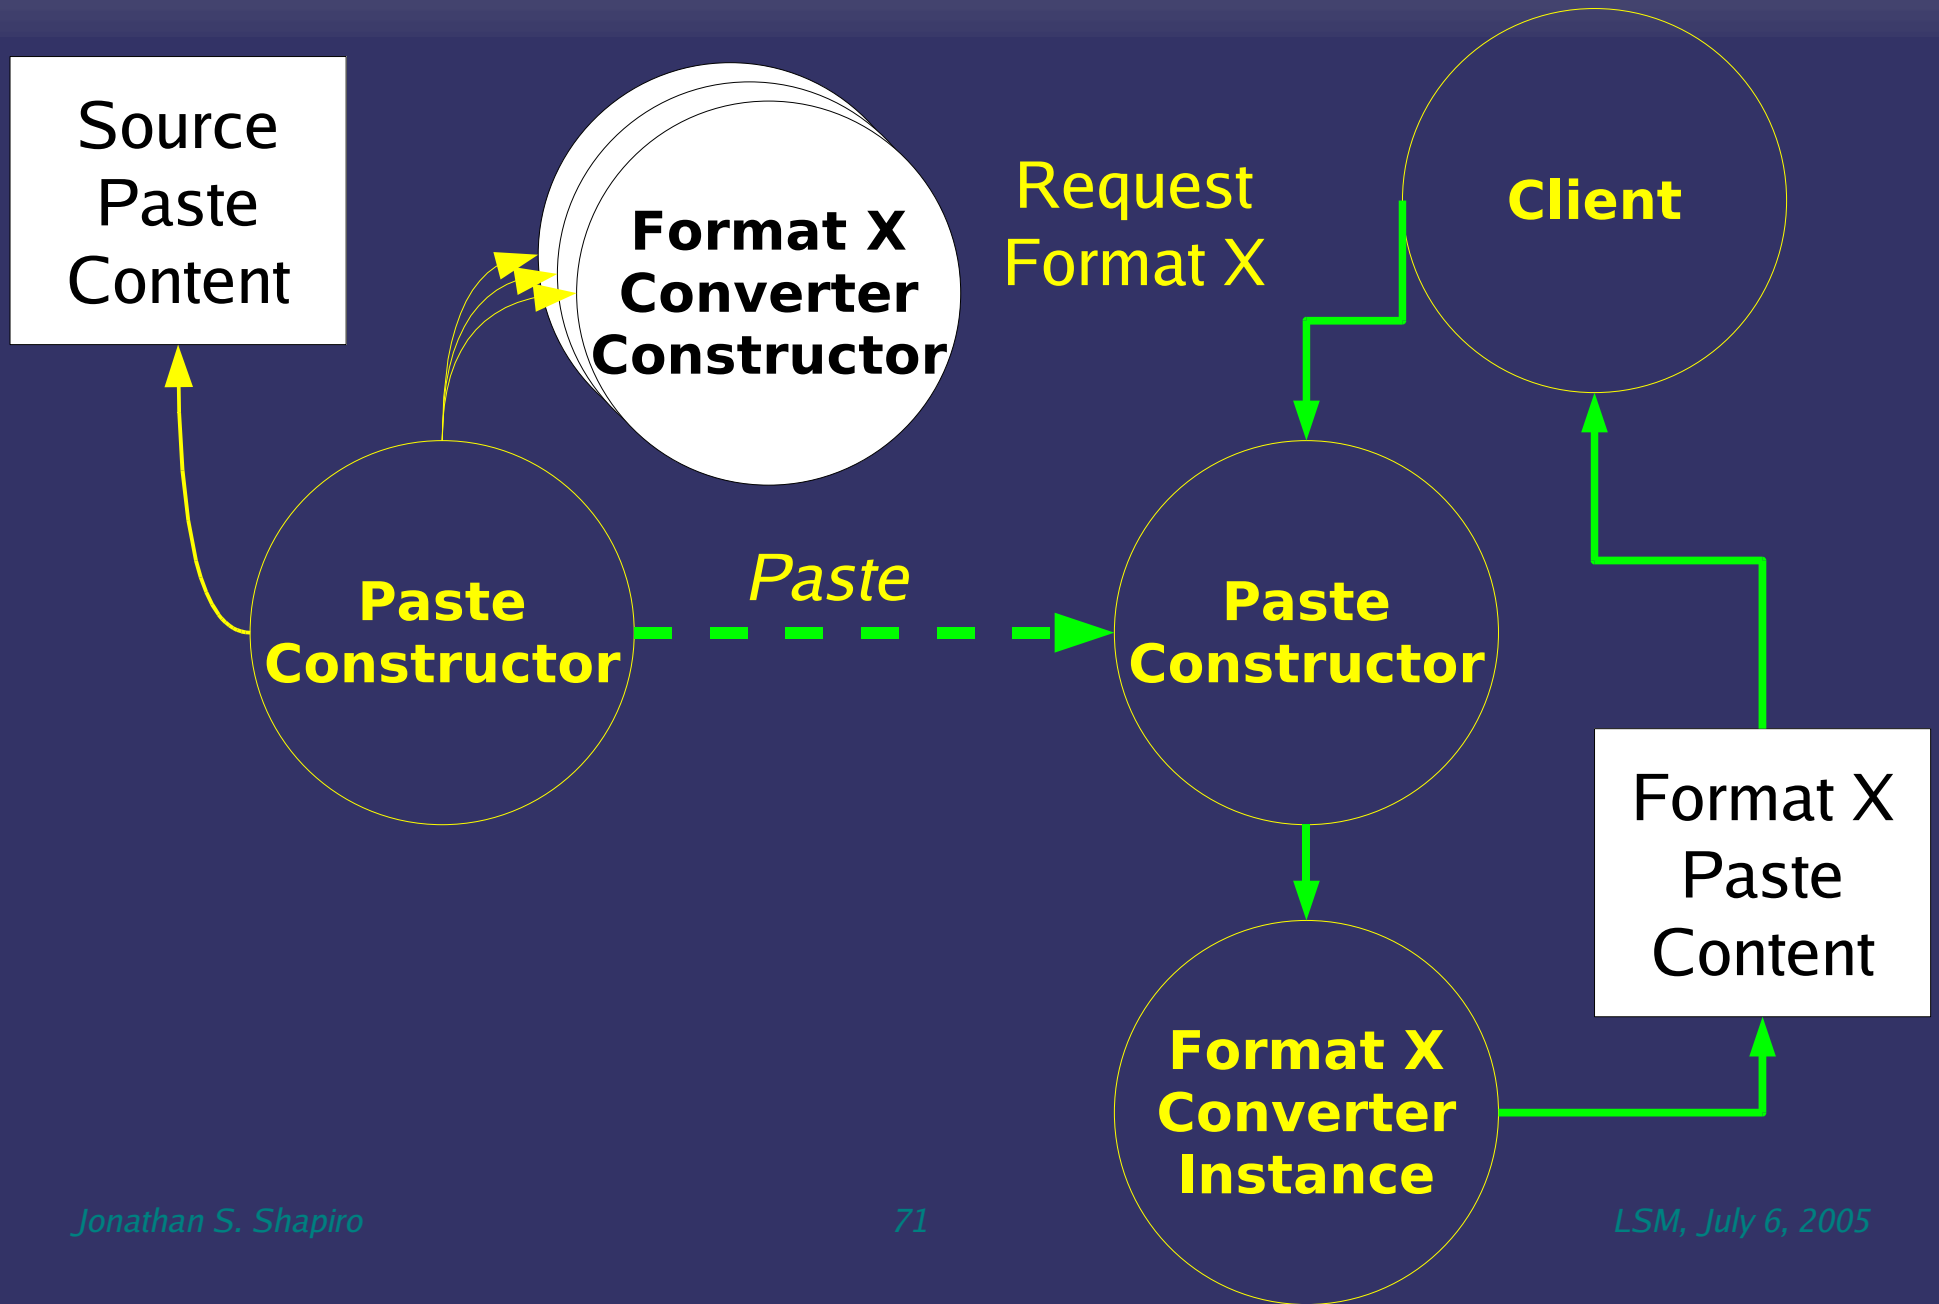 Source
Paste
Content
Format X
Converter
Constructor
Request
Format X
Client
Paste
Constructor
Paste
Paste
Constructor
Format X
Paste
Content
Format X
Converter
Instance
Jonathan S. Shapiro
71
LSM, July 6, 2005